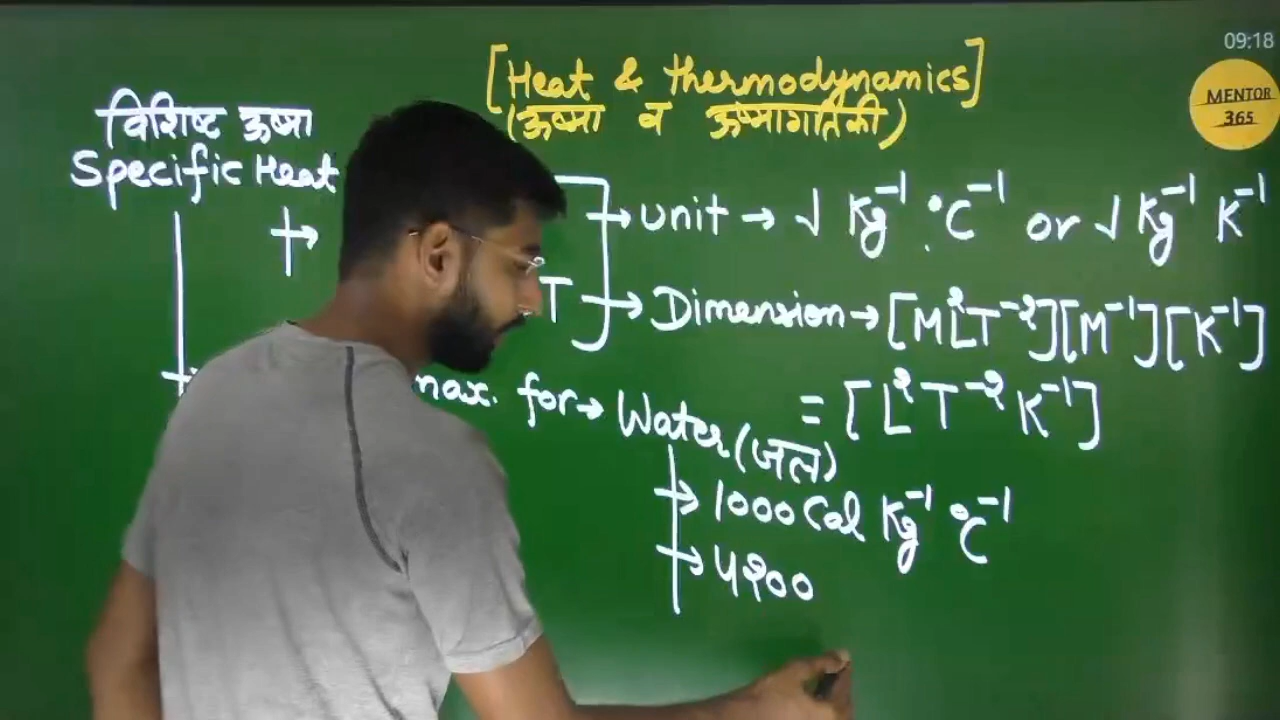 09:18
MENTOR
365
[Heat & thermodynamics]
(ऊष्मा व ऊष्मागतिकी)
विशिष्ट ऊष्मा
Specific Heat
→ unit → J Kg⁻¹ °C⁻¹ or J Kg⁻¹ K⁻¹
T → Dimension → [ML²T⁻²][M⁻¹][K⁻¹]
= [L²T⁻²K⁻¹]
max. for → Water (जल)
→ 1000 Cal Kg⁻¹ °C⁻¹
→ 4200